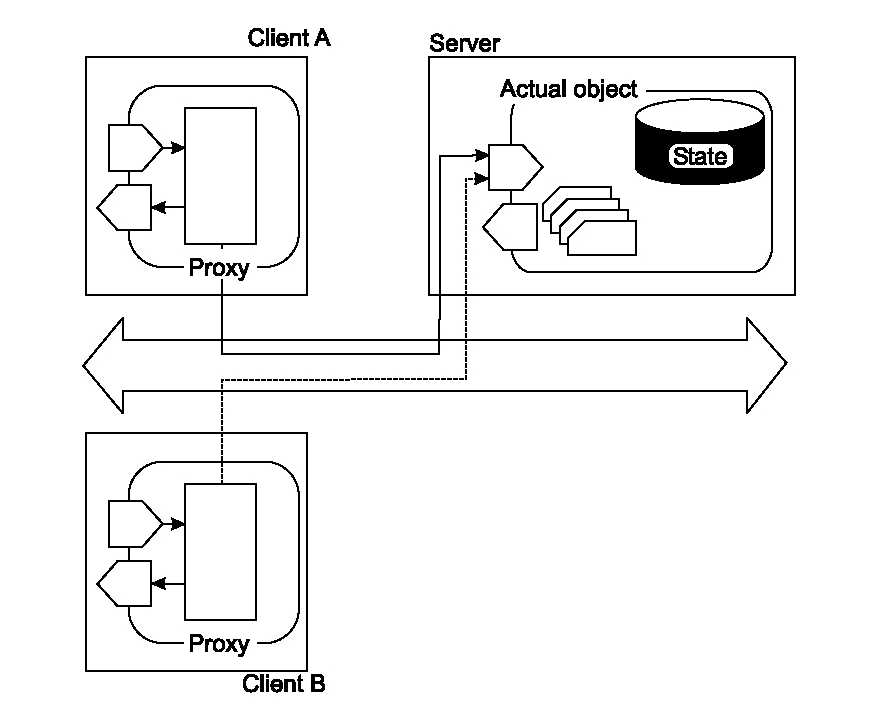 Client A
Server
Actual object
State
Proxy
Proxy
Client B